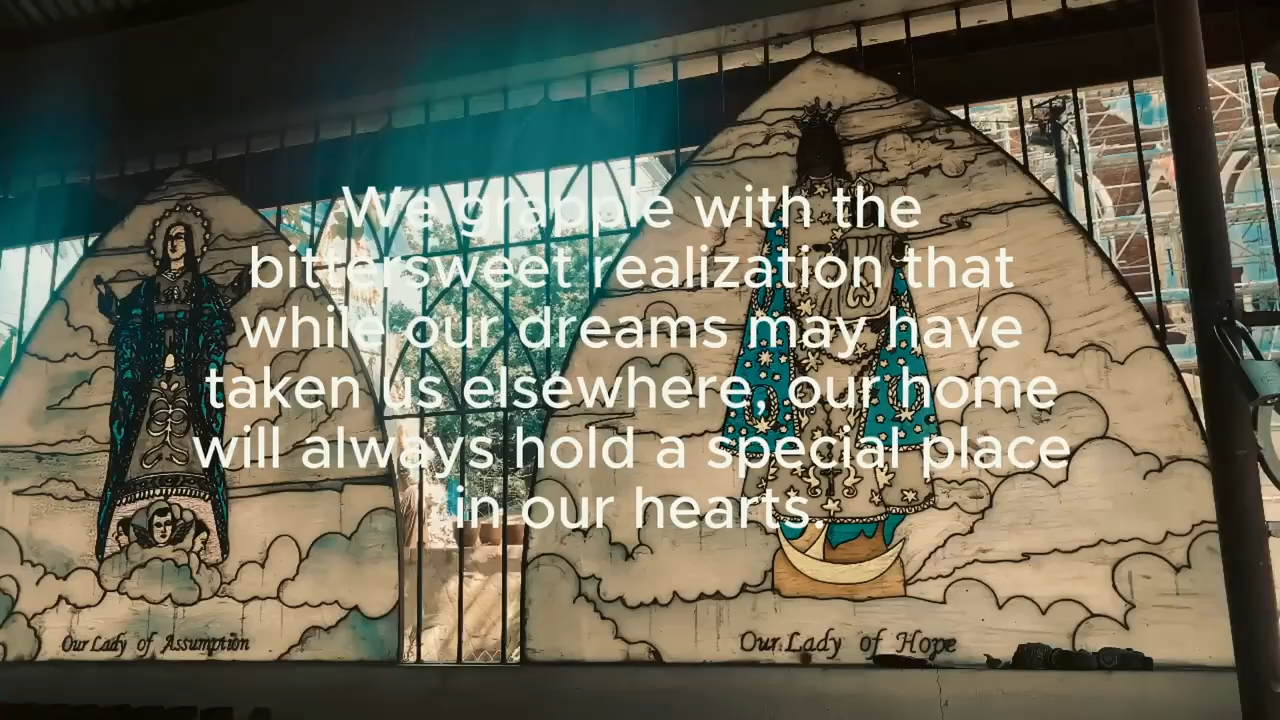 We grapple with the
bittersweet realization that
while our dreams may have
taken us elsewhere, our home
will always hold a special place
in our hearts.
Our Lady of Assumption
Our Lady of Hope